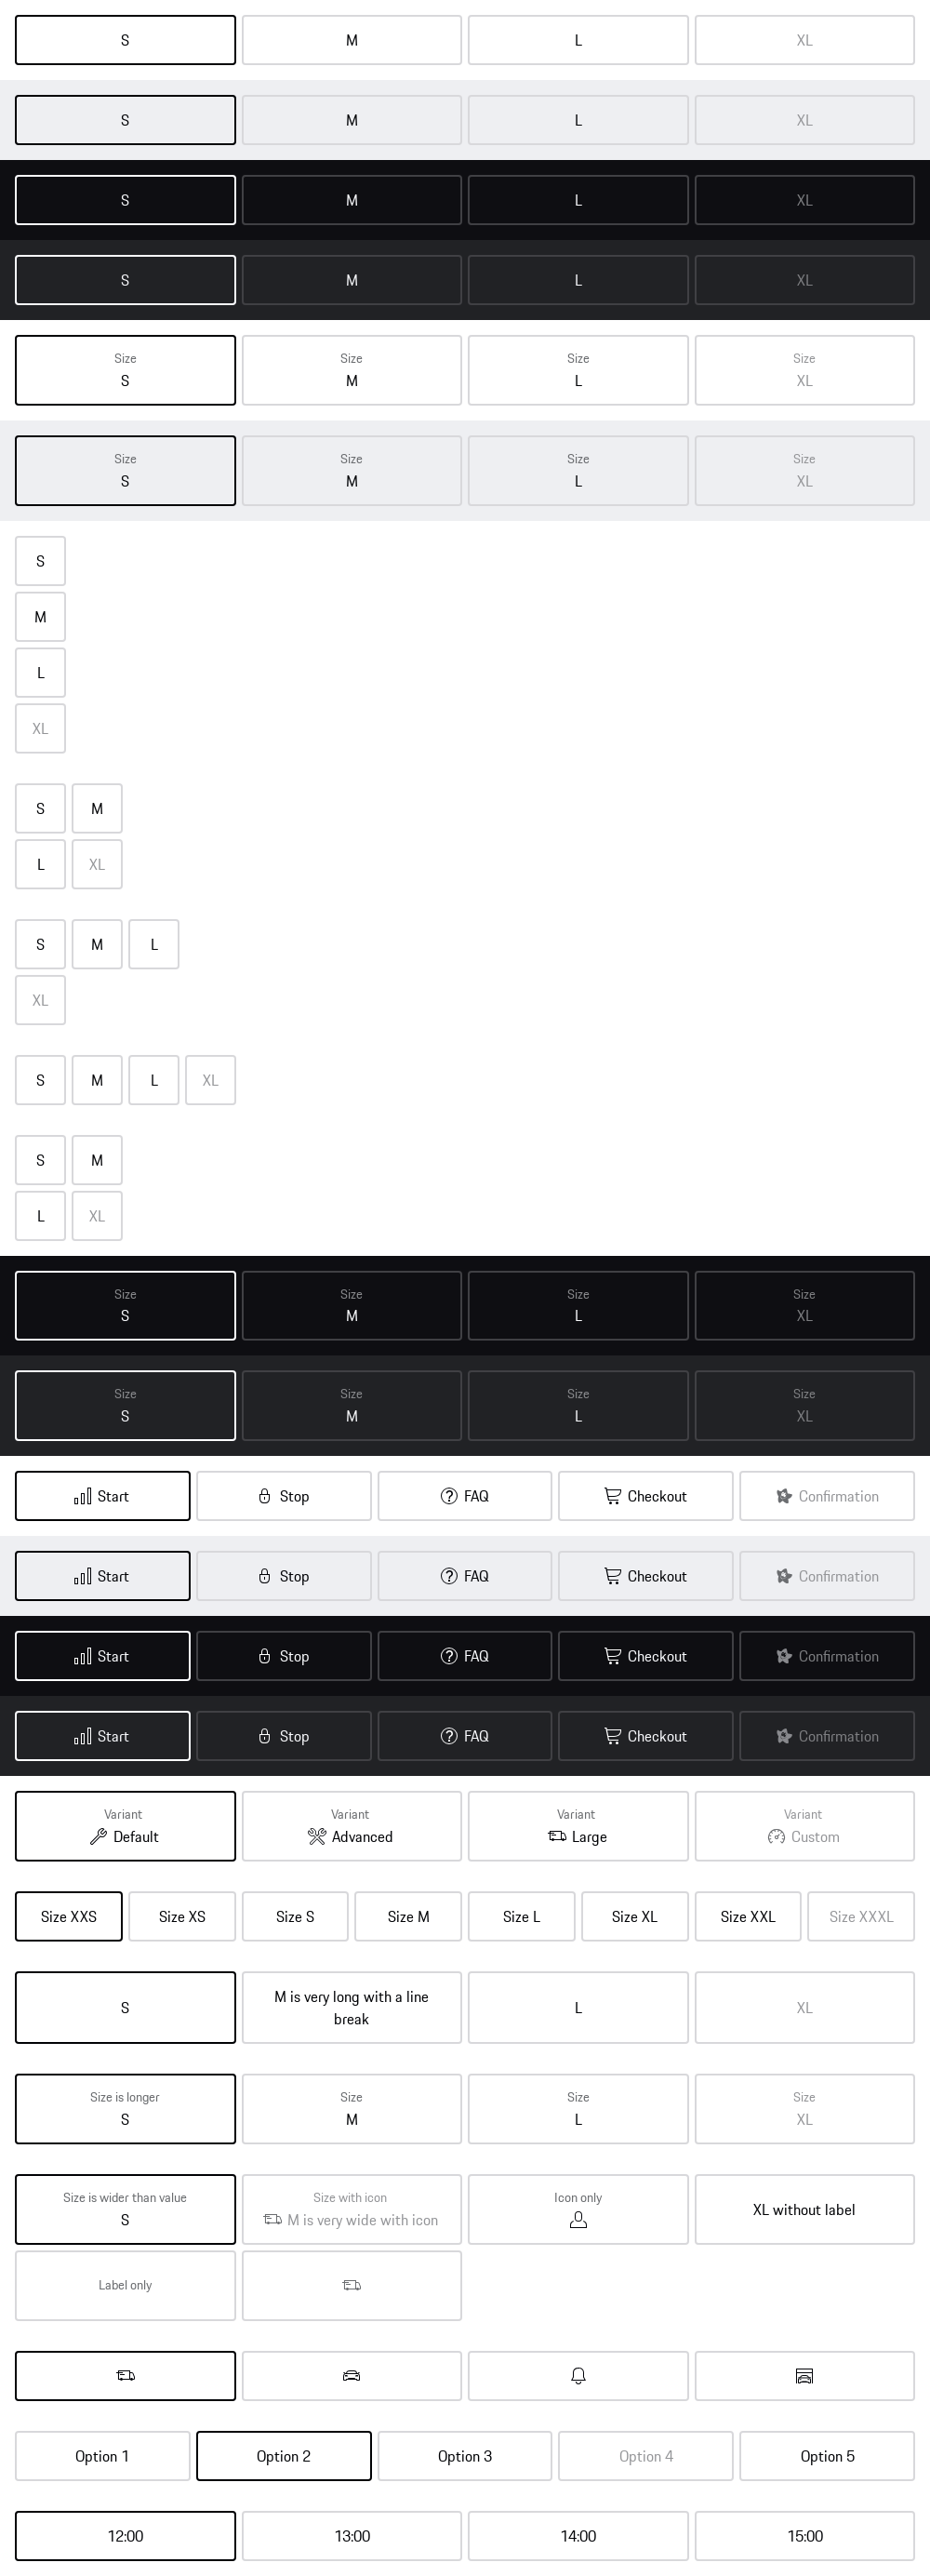 S M L XL
S M L XL
S M L XL
S M L XL
Size Size Size Size
S M L XL
Size Size Size Size
S M L XL
S
M
L
XL
S M
L XL
S M L
XL
S M L XL
S M
L XL
Size Size Size Size
S M L XL
Size Size Size Size
S M L XL
Start Stop FAQ Checkout Confirmation
Start Stop FAQ Checkout Confirmation
Start Stop FAQ Checkout Confirmation
Start Stop FAQ Checkout Confirmation
Variant Variant Variant Variant
Default Advanced Large Custom
Size XXS Size XS Size S Size M Size L Size XL Size XXL Size XXXL
S M is very long with a line break L XL
Size is longer Size Size Size
S M L XL
Size is wider than value Size with icon Icon only XL without label
S M is very wide with icon
Label only
Option 1 Option 2 Option 3 Option 4 Option 5
12:00 13:00 14:00 15:00